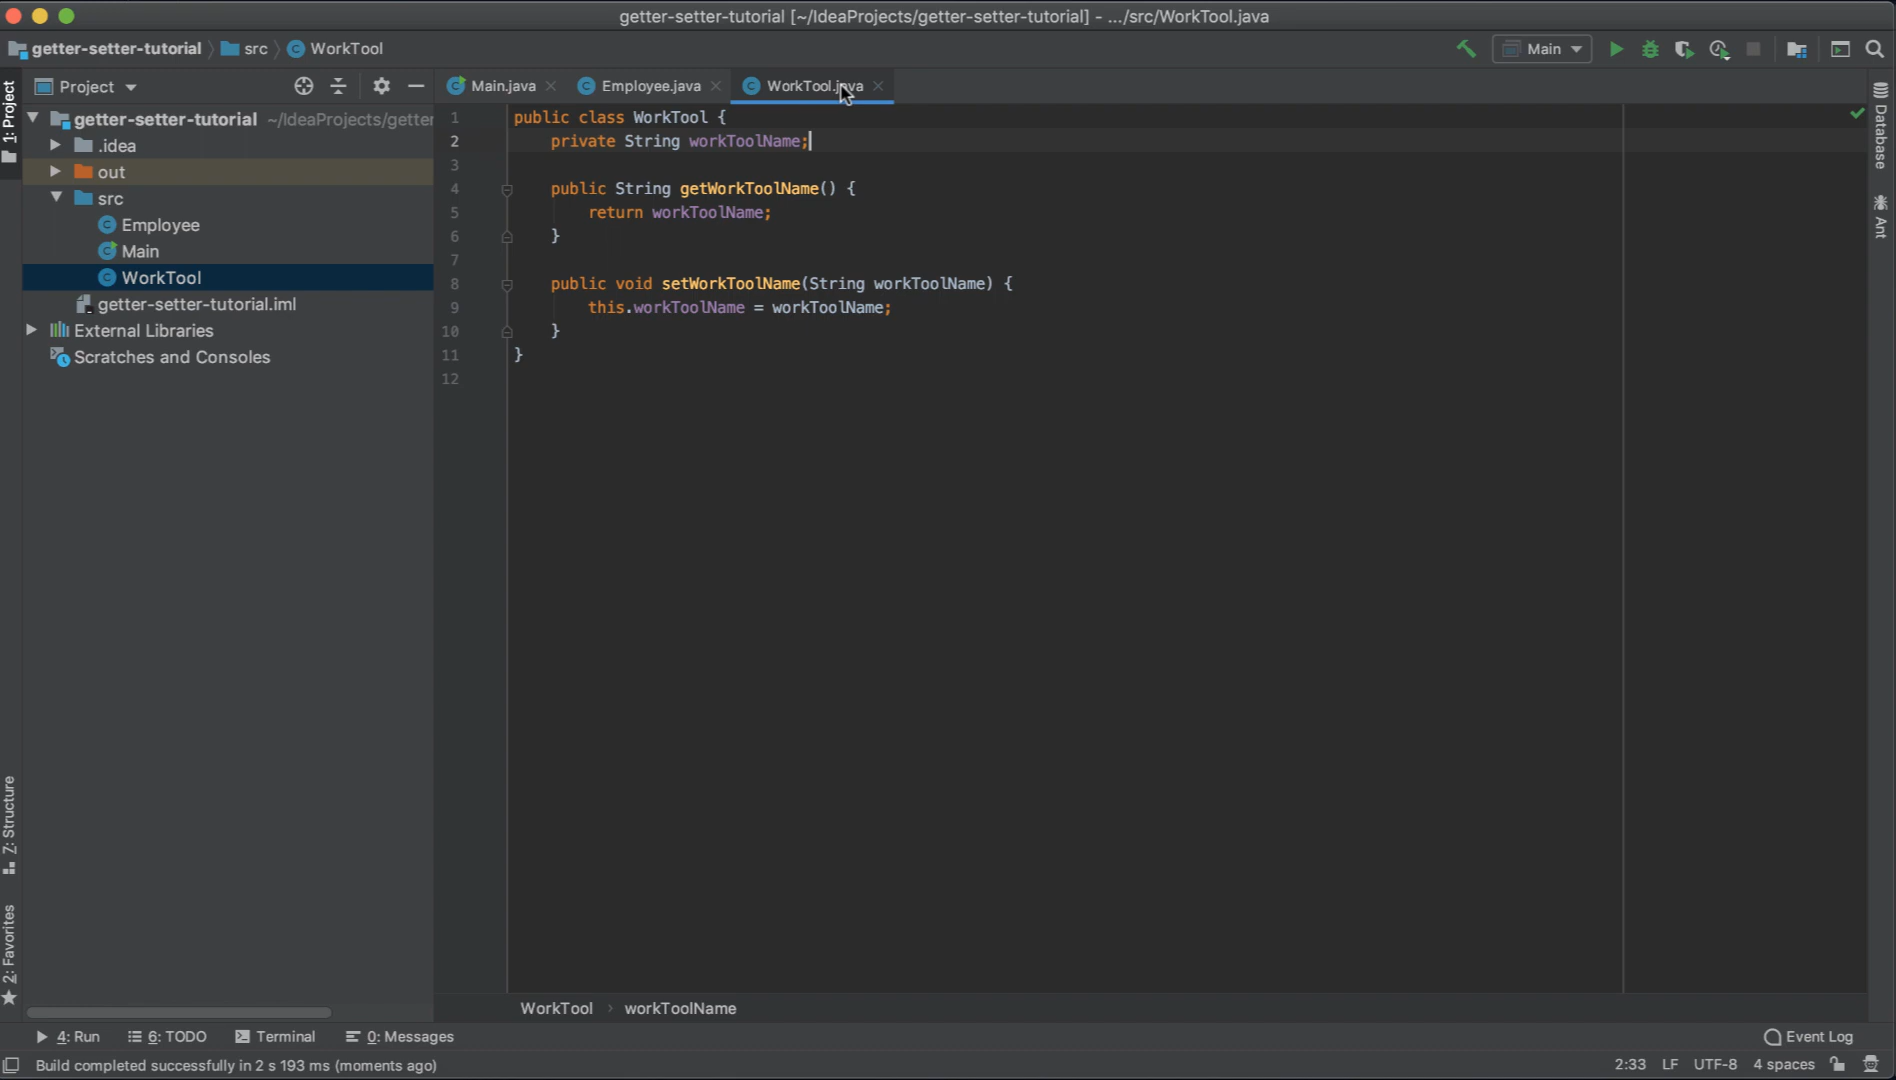 getter-setter-tutorial [~/IdeaProjects/getter-setter-tutorial] - .../src/WorkTool.java
getter-setter-tutorial src WorkTool
Main
1: Project
Project
Main.java Employee.java WorkTool.java
getter-setter-tutorial ~/IdeaProjects/getter
.idea
out
src
Employee
Main
WorkTool
getter-setter-tutorial.iml
External Libraries
Scratches and Consoles
1 public class WorkTool {
2 private String workToolName;
3
4 public String getWorkToolName() {
5 return workToolName;
6 }
7
8 public void setWorkToolName(String workToolName) {
9 this.workToolName = workToolName;
10 }
11 }
12
Database
Ant
Z: Structure
2: Favorites
WorkTool › workToolName
4: Run 6: TODO Terminal 0: Messages Event Log
Build completed successfully in 2 s 193 ms (moments ago) 2:33 LF UTF-8 4 spaces